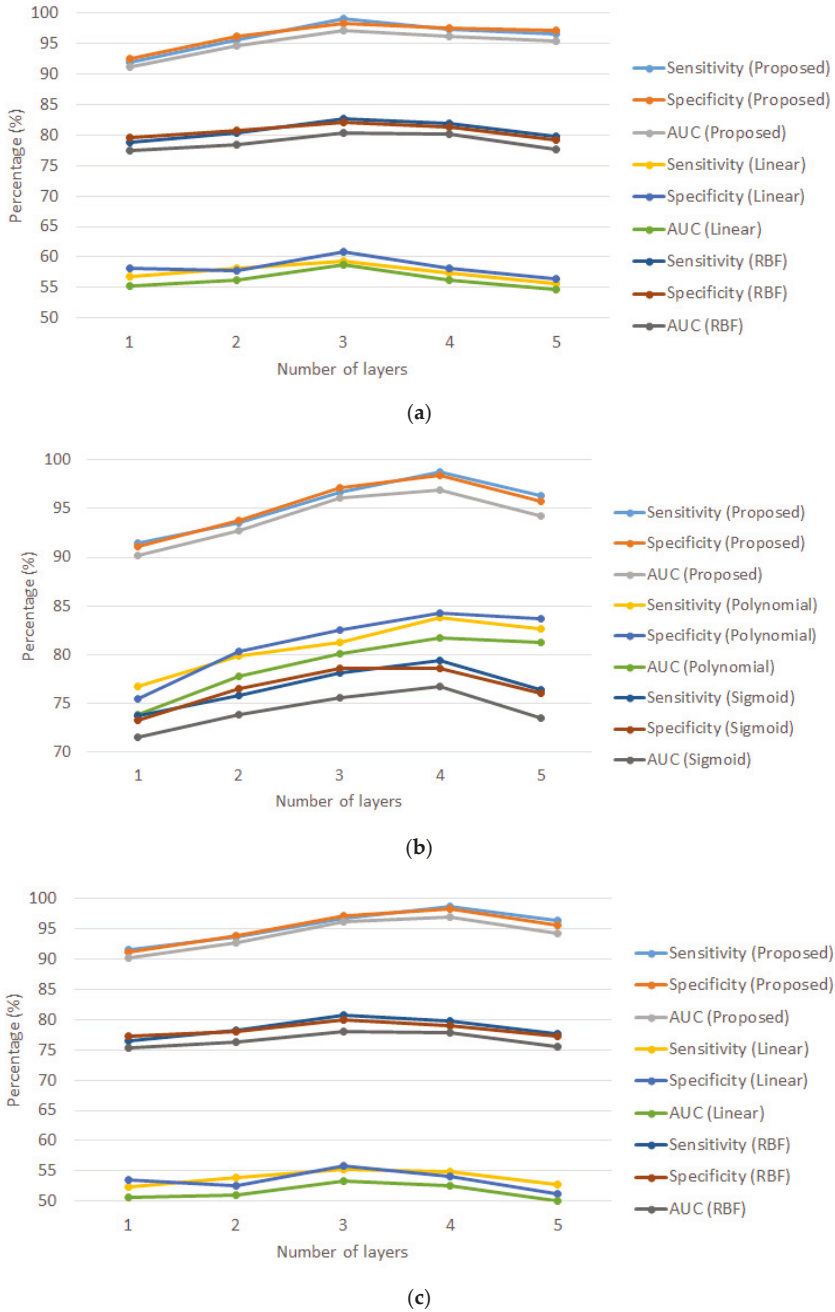 100
95
90
85
80
75
70
65
60
55
50
Percentage (%)
1 2 3 4 5
Number of layers
Sensitivity (Proposed)
Specificity (Proposed)
AUC (Proposed)
Sensitivity (Linear)
Specificity (Linear)
AUC (Linear)
Sensitivity (RBF)
Specificity (RBF)
AUC (RBF)
(a)
100
95
90
85
80
75
70
Percentage (%)
1 2 3 4 5
Number of layers
Sensitivity (Proposed)
Specificity (Proposed)
AUC (Proposed)
Sensitivity (Polynomial)
Specificity (Polynomial)
AUC (Polynomial)
Sensitivity (Sigmoid)
Specificity (Sigmoid)
AUC (Sigmoid)
(b)
100
95
90
85
80
75
70
65
60
55
50
Percentage (%)
1 2 3 4 5
Number of layers
Sensitivity (Proposed)
Specificity (Proposed)
AUC (Proposed)
Sensitivity (Linear)
Specificity (Linear)
AUC (Linear)
Sensitivity (RBF)
Specificity (RBF)
AUC (RBF)
(c)